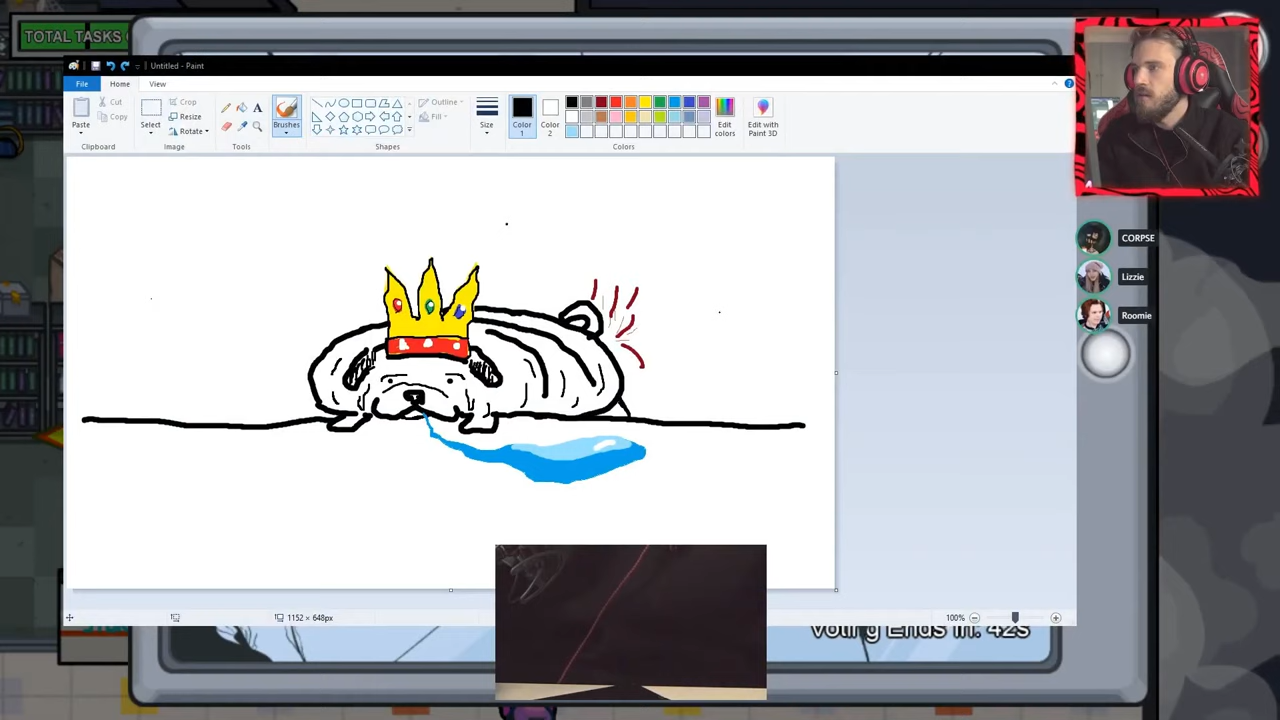 TOTAL TASKS
Untitled - Paint
File
Home
View
Paste
Cut
Copy
Clipboard
Select
Crop
Resize
Rotate
Image
A
Tools
Brushes
Outline
Fill
Shapes
Size
Color
1
Color
2
Edit
colors
Colors
Edit with
Paint 3D
CORPSE
Lizzie
Roomie
1152 × 648px
100%
Voting Ends In: 42s